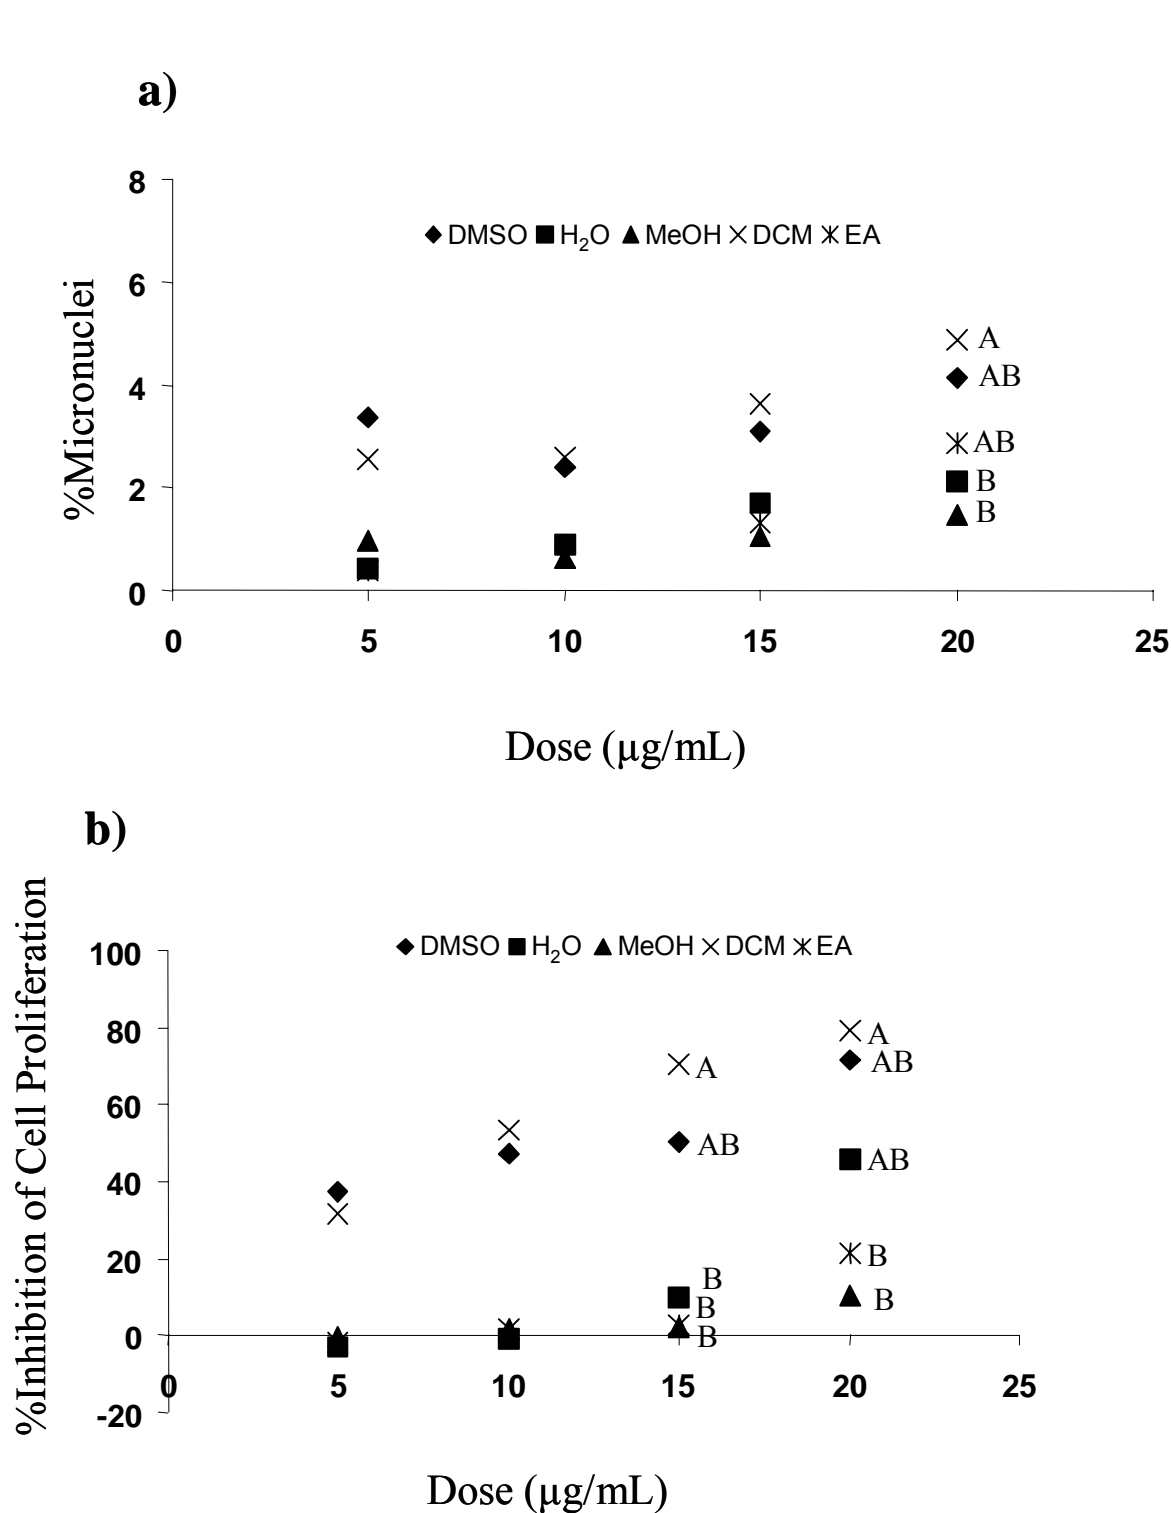 a)
8
DMSO H₂O MeOH DCM EA
6
%Micronuclei
A
AB
4
AB
2
B
B
0
0 5 10 15 20 25
Dose (µg/mL)
b)
%Inhibition of Cell Proliferation
DMSO H₂O MeOH DCM EA
100
80
A
A
AB
60
AB
40
AB
20
B
B
B
B
0
B
0 5 10 15 20 25
-20
Dose (µg/mL)